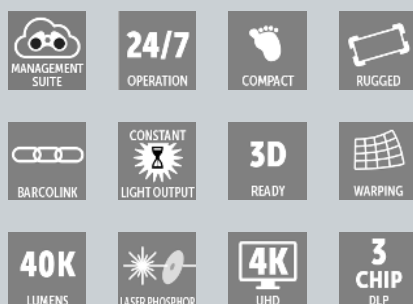 MANAGEMENT
SUITE
24/7
OPERATION
COMPACT
RUGGED
BARCOLINK
CONSTANT
LIGHT OUTPUT
3D
READY
WARPING
40K
LUMENS
LASER PHOSPHOR
4K
UHD
3
CHIP
DLP